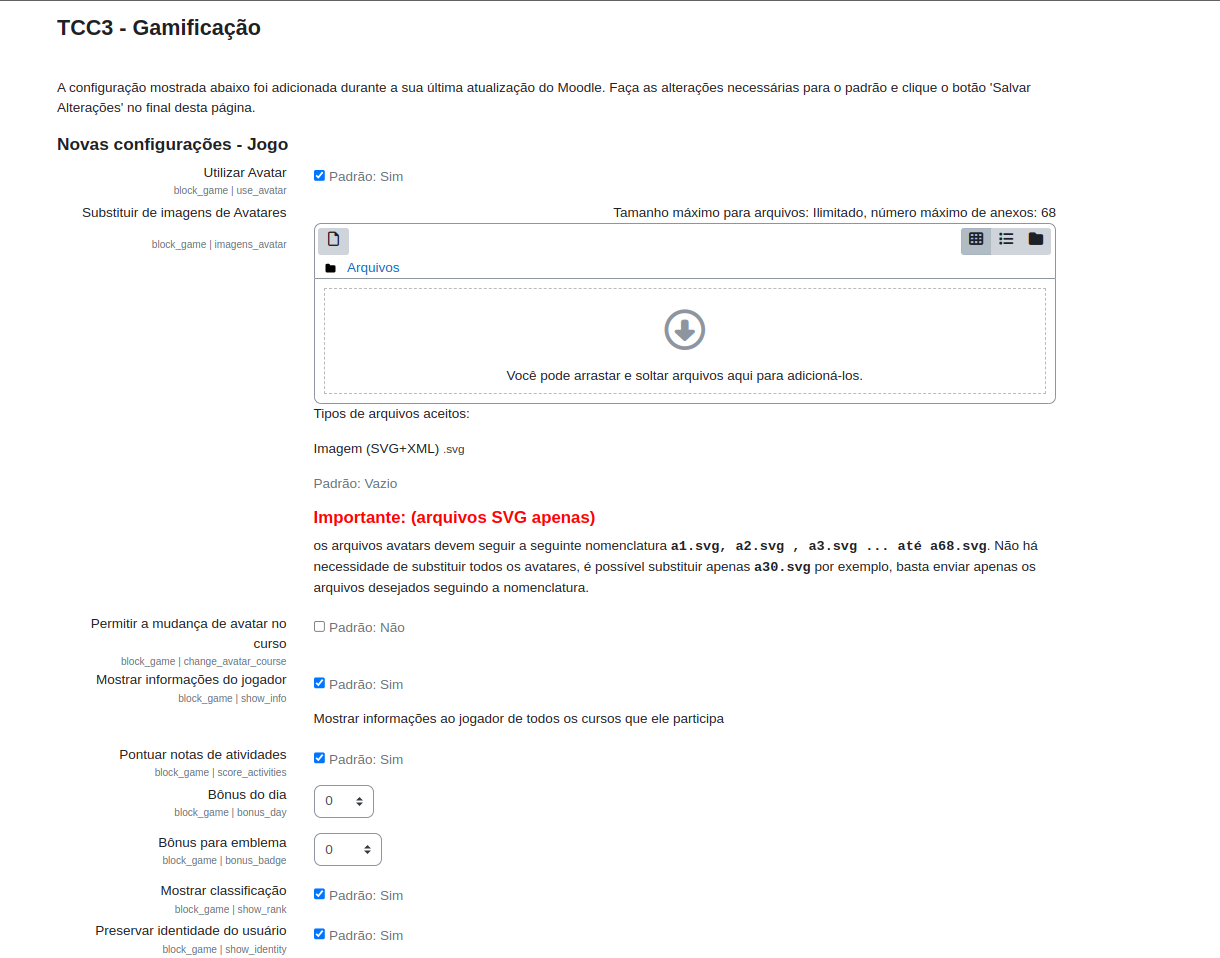 TCC3 - Gamificação
A configuração mostrada abaixo foi adicionada durante a sua última atualização do Moodle. Faça as alterações necessárias para o padrão e clique o botão 'Salvar
Alterações' no final desta página.
Novas configurações - Jogo
Utilizar Avatar
block_game | use_avatar
Padrão: Sim
Substituir de imagens de Avatares
block_game | imagens_avatar
Tamanho máximo para arquivos: Ilimitado, número máximo de anexos: 68
Arquivos
Você pode arrastar e soltar arquivos aqui para adicioná-los.
Tipos de arquivos aceitos:
Imagem (SVG+XML) .svg
Padrão: Vazio
Importante: (arquivos SVG apenas)
os arquivos avatars devem seguir a seguinte nomenclatura a1.svg, a2.svg , a3.svg ... até a68.svg. Não há
necessidade de substituir todos os avatares, é possível substituir apenas a30.svg por exemplo, basta enviar apenas os
arquivos desejados seguindo a nomenclatura.
Permitir a mudança de avatar no
curso
block_game | change_avatar_course
Padrão: Não
Mostrar informações do jogador
block_game | show_info
Padrão: Sim
Mostrar informações ao jogador de todos os cursos que ele participa
Pontuar notas de atividades
block_game | score_activities
Padrão: Sim
Bônus do dia
block_game | bonus_day
0
Bônus para emblema
block_game | bonus_badge
0
Mostrar classificação
block_game | show_rank
Padrão: Sim
Preservar identidade do usuário
block_game | show_identity
Padrão: Sim